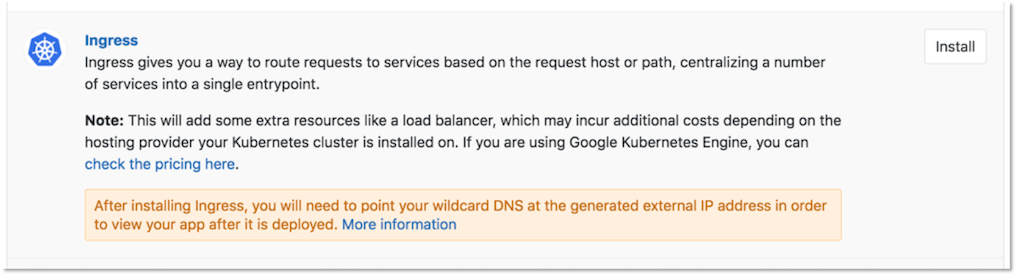 Ingress
Install
Ingress gives you a way to route requests to services based on the request host or path, centralizing a number
of services into a single entrypoint.
Note: This will add some extra resources like a load balancer, which may incur additional costs depending on the
hosting provider your Kubernetes cluster is installed on. If you are using Google Kubernetes Engine, you can
check the pricing here.
After installing Ingress, you will need to point your wildcard DNS at the generated external IP address in order
to view your app after it is deployed. More information